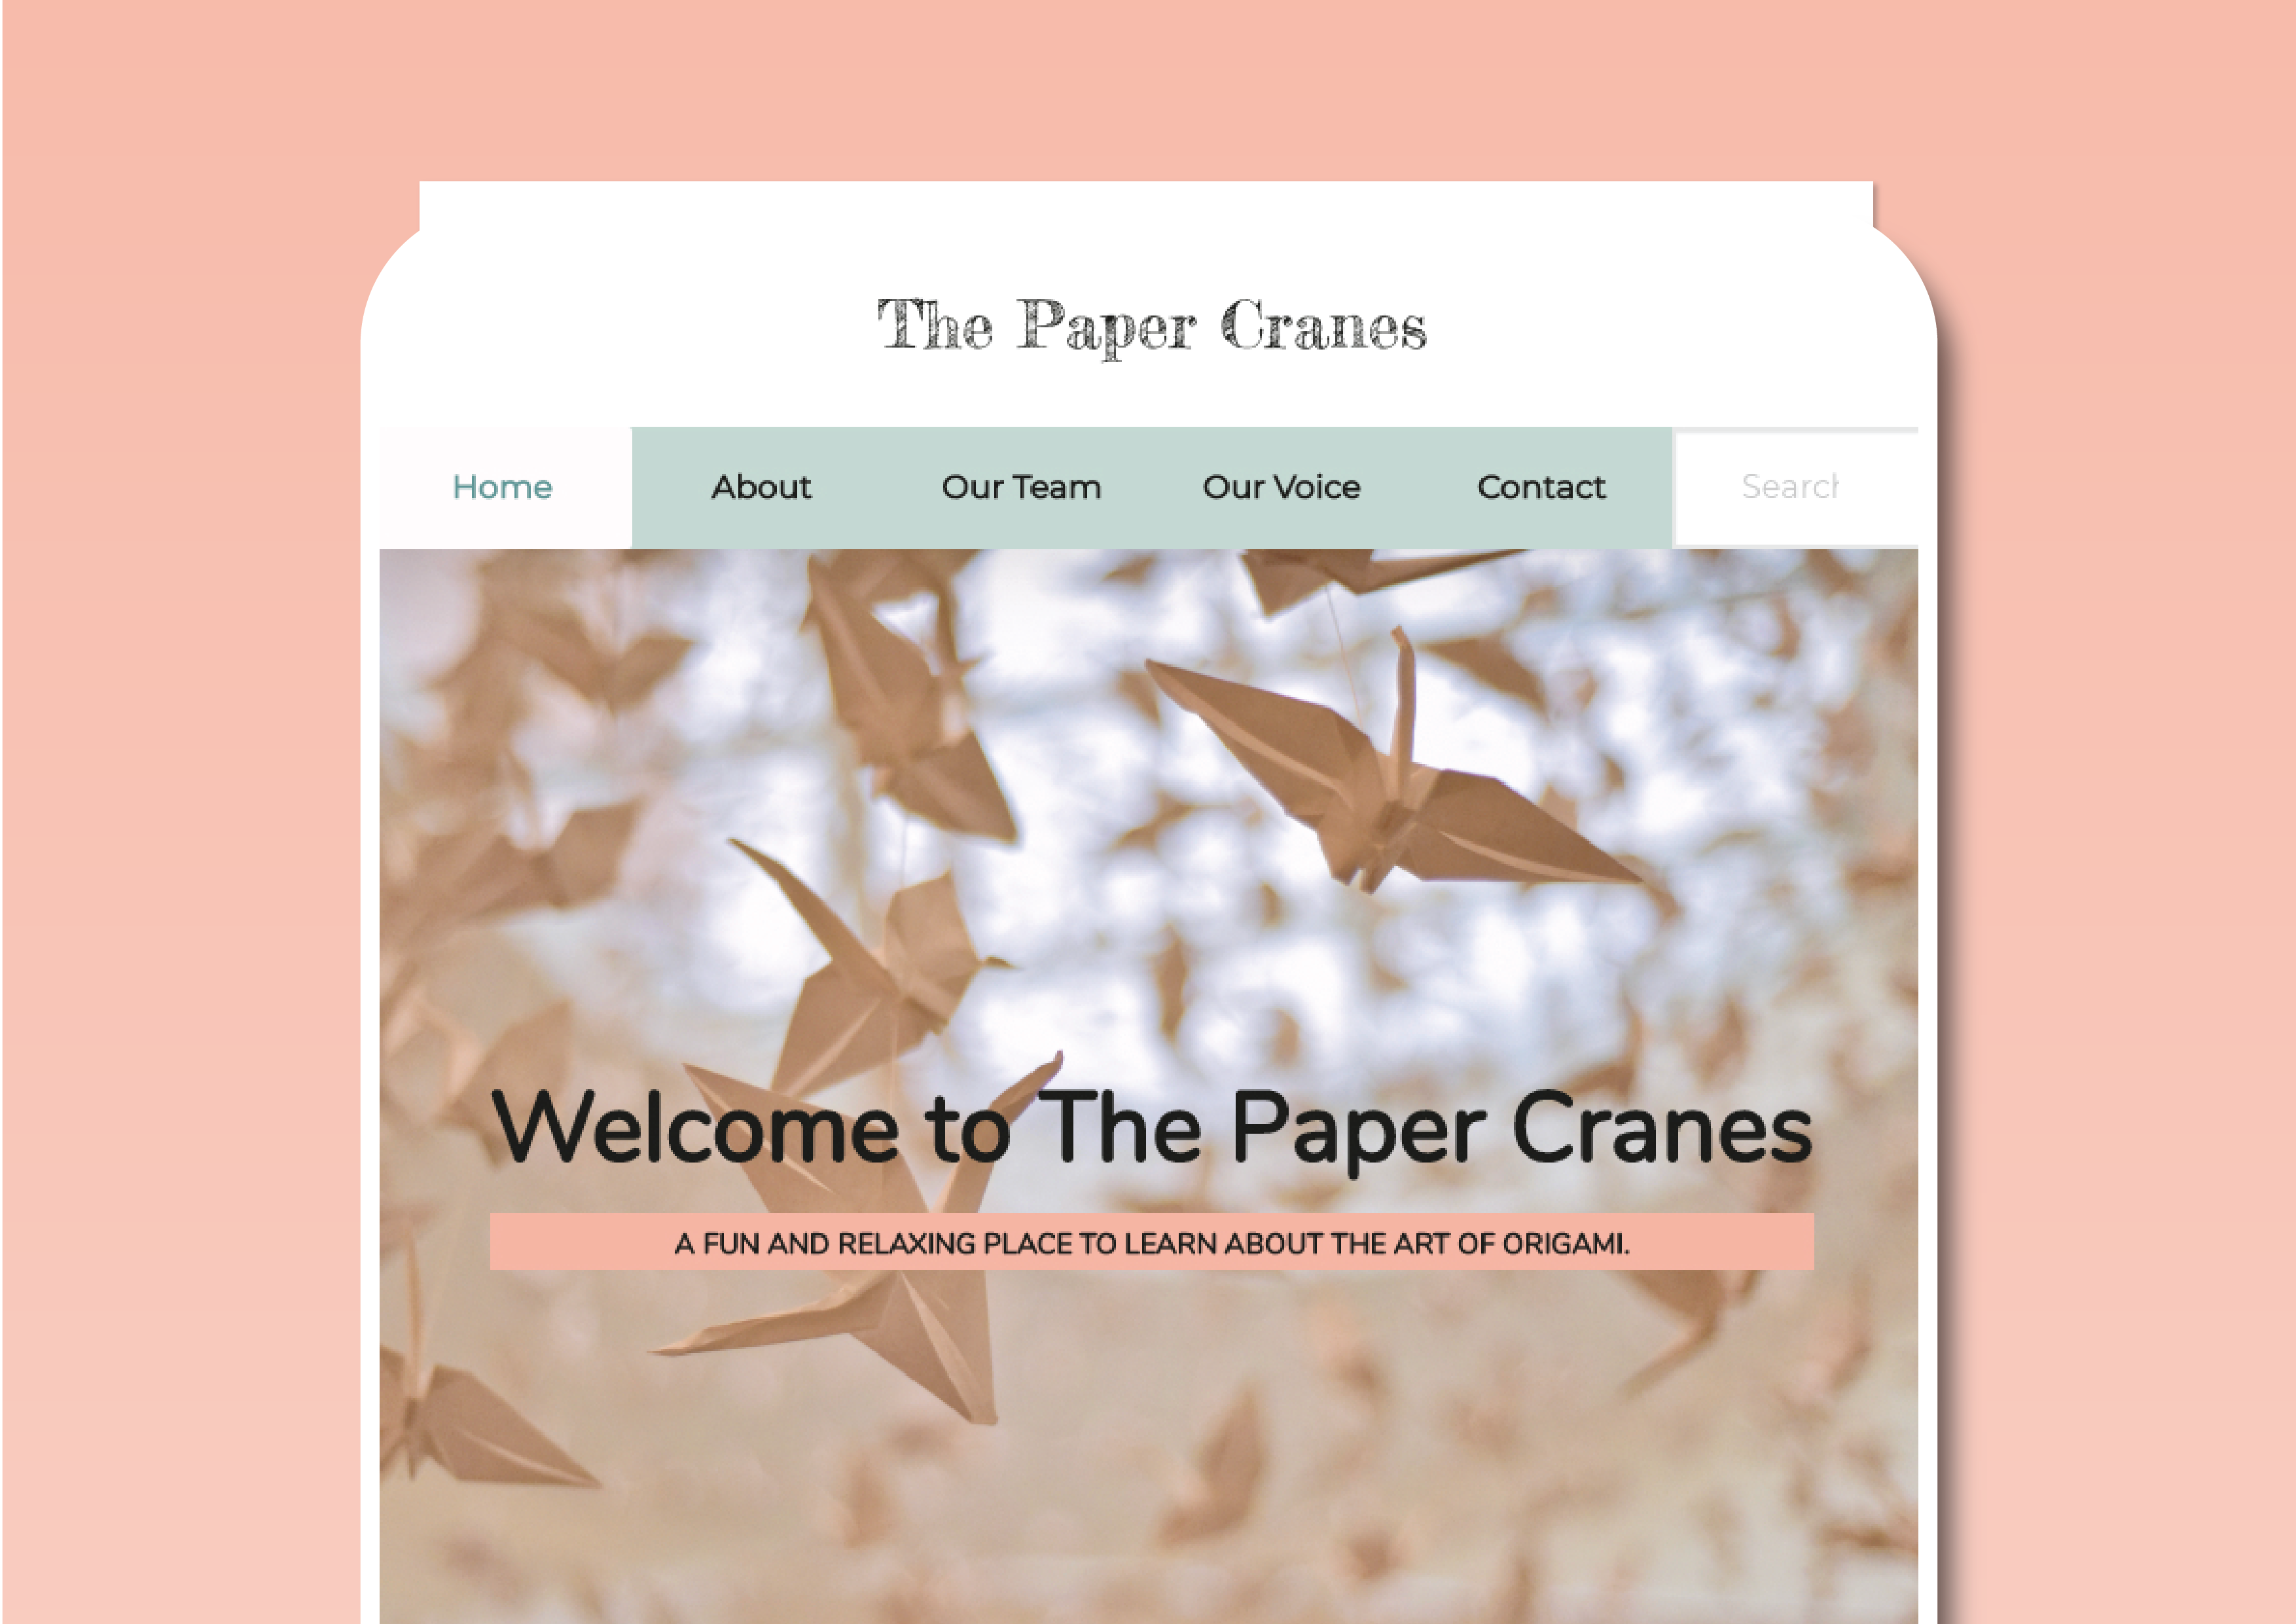 The Paper Cranes
Home About Our Team Our Voice Contact Search
Welcome to The Paper Cranes
A FUN AND RELAXING PLACE TO LEARN ABOUT THE ART OF ORIGAMI.